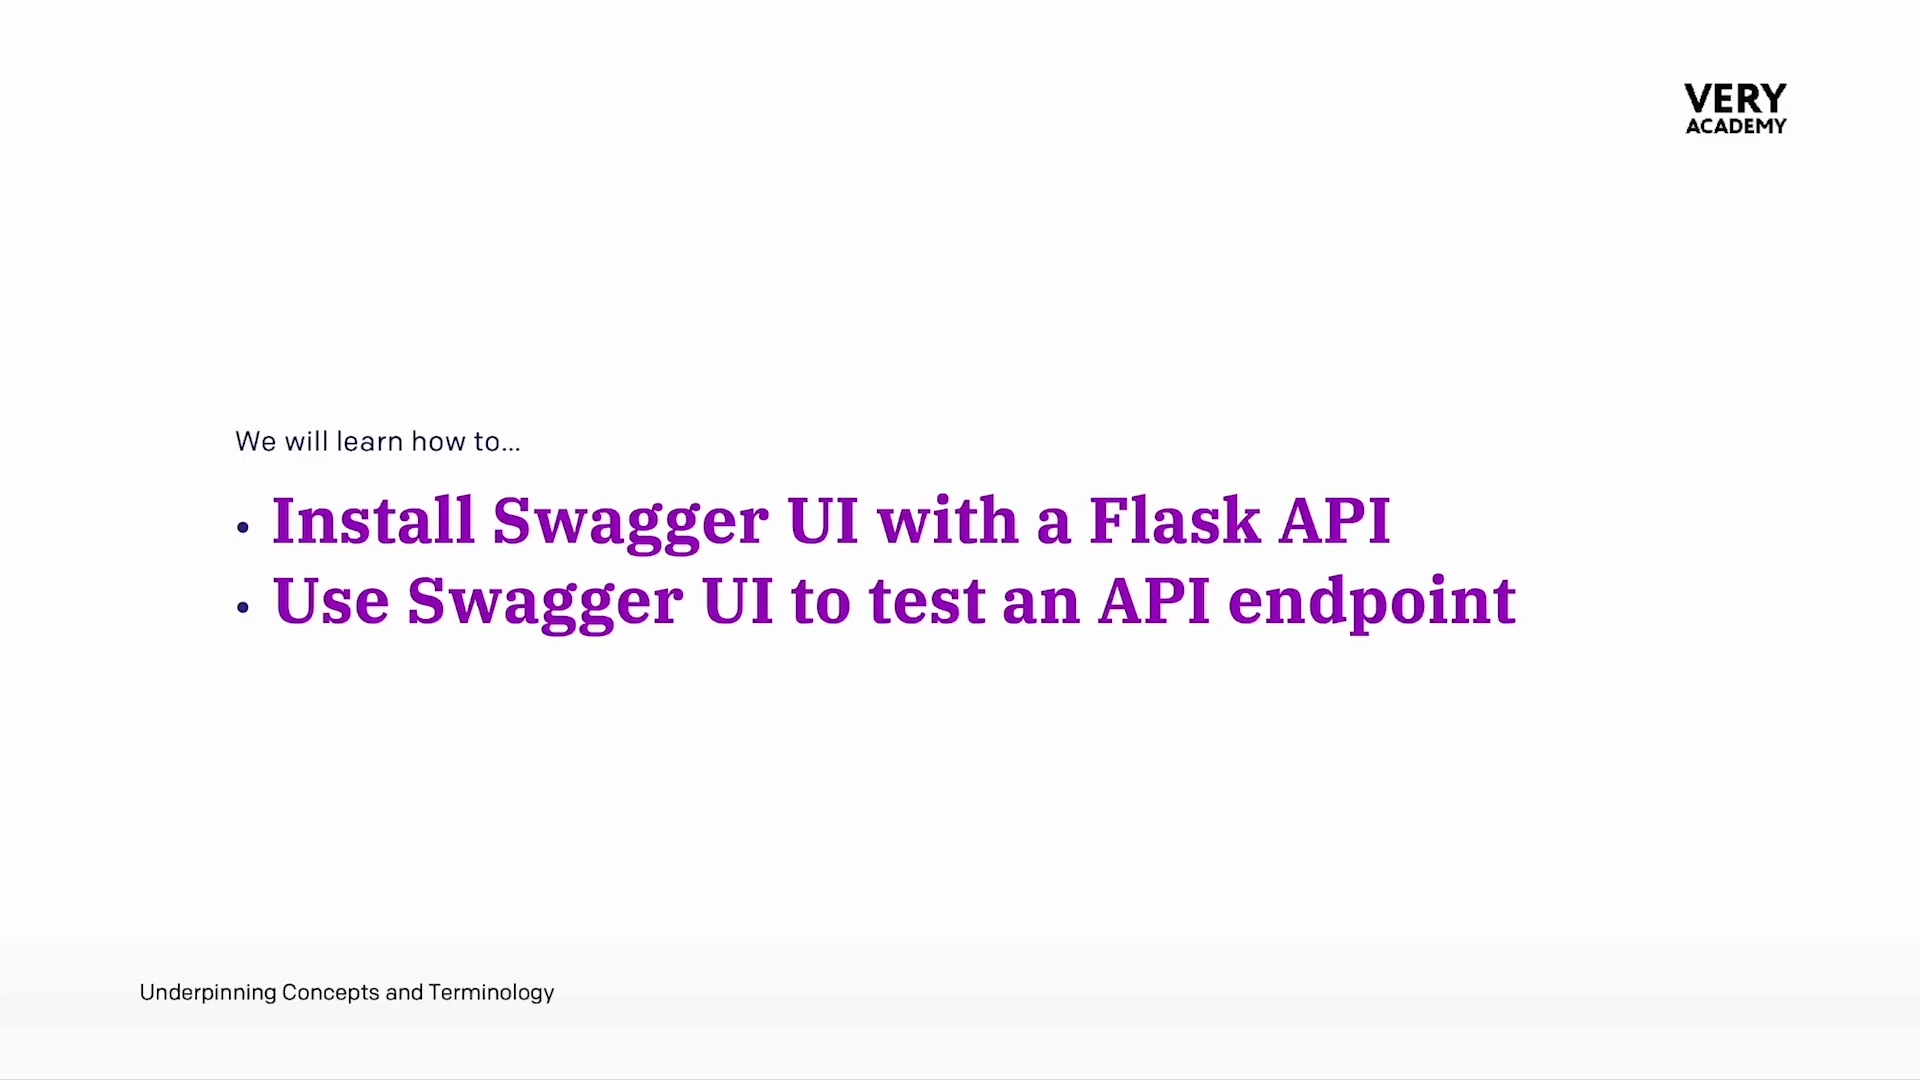 VERY
ACADEMY
We will learn how to...
• Install Swagger UI with a Flask API
• Use Swagger UI to test an API endpoint
Underpinning Concepts and Terminology